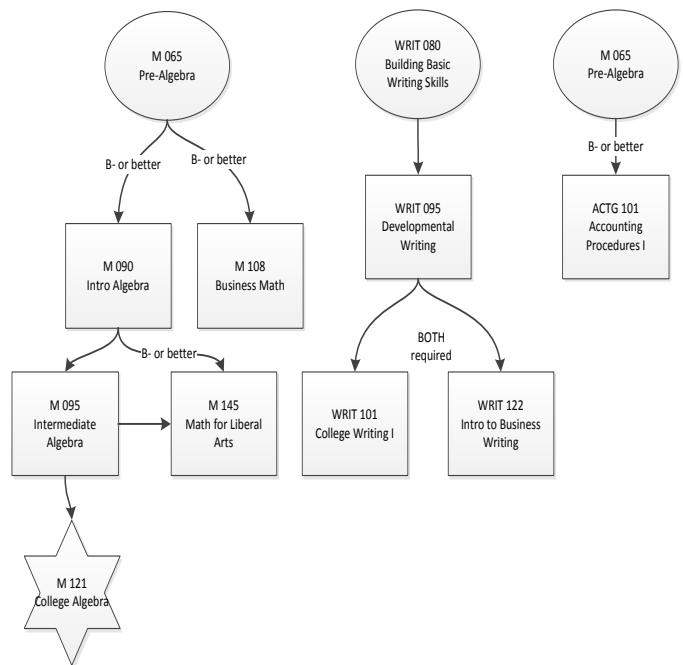 M 065
Pre-Algebra
WRIT 080
Building Basic
Writing Skills
M 065
Pre-Algebra
B- or better
B- or better
B- or better
M 090
Intro Algebra
M 108
Business Math
WRIT 095
Developmental
Writing
ACTG 101
Accounting
Procedures I
B- or better
BOTH
required
M 095
Intermediate
Algebra
M 145
Math for Liberal
Arts
WRIT 101
College Writing I
WRIT 122
Intro to Business
Writing
M 121
College Algebra